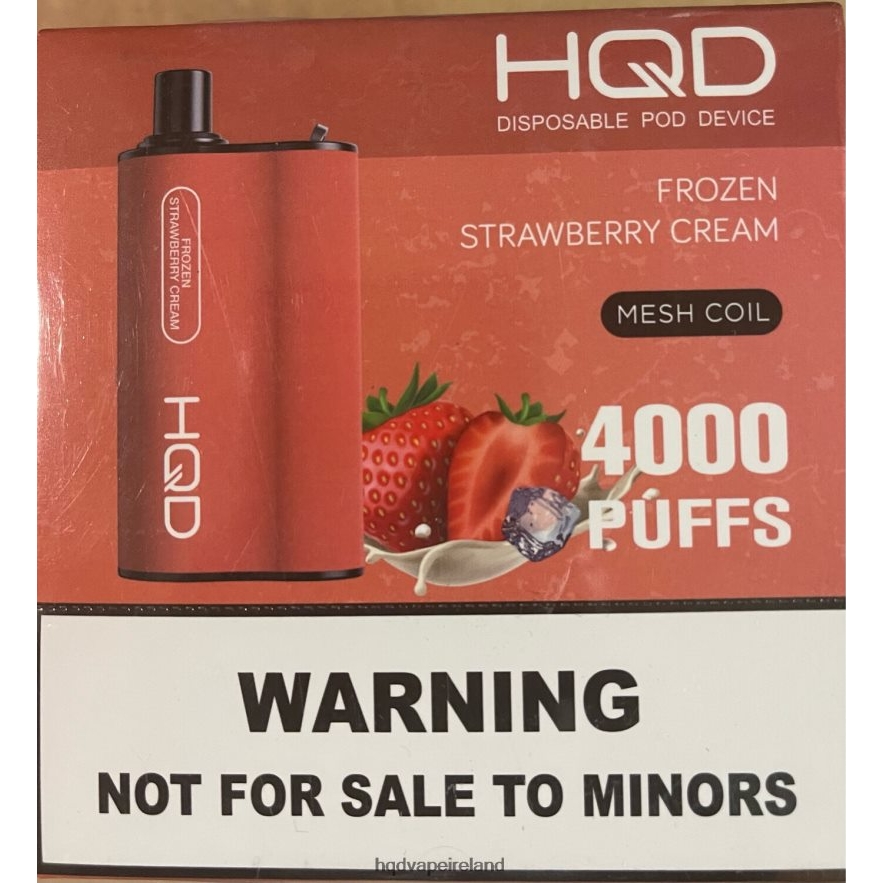 HQD
DISPOSABLE POD DEVICE
FROZEN
STRAWBERRY CREAM
FROZEN
STRAWBERRY CREAM
MESH COIL
HQD
4000
PUFFS
WARNING
NOT FOR SALE TO MINORS
hqdvapeireland